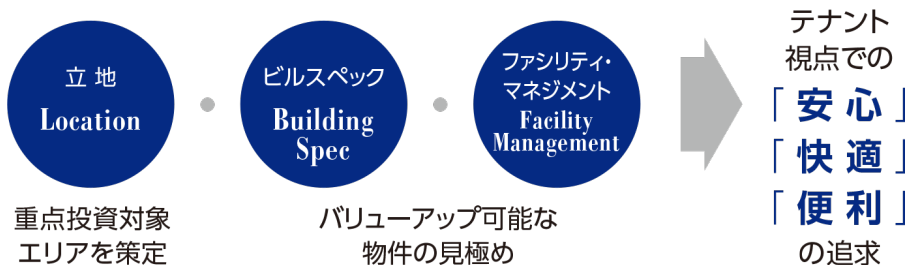 立地
Location
重点投資対象
エリアを策定
ビルスペック
Building
Spec
ファシリティ・
マネジメント
Facility
Management
バリューアップ可能な
物件の見極め
テナント
視点での
「安心」
「快適」
「便利」
の追求